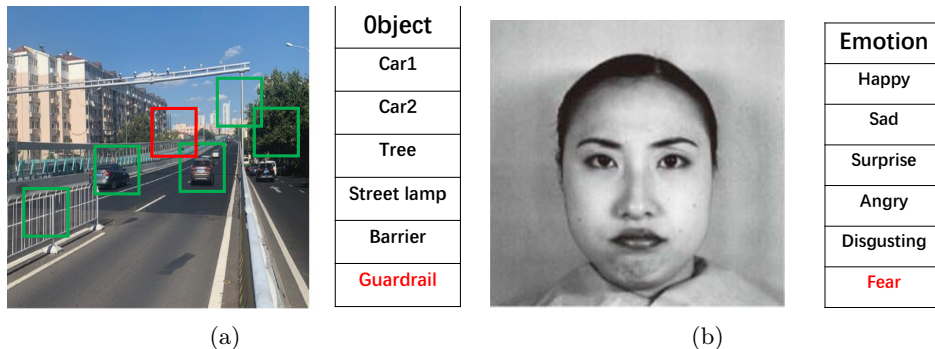 0bject
Car1
Car2
Tree
Street lamp
Barrier
Guardrail
Emotion
Happy
Sad
Surprise
Angry
Disgusting
Fear
(a)
(b)